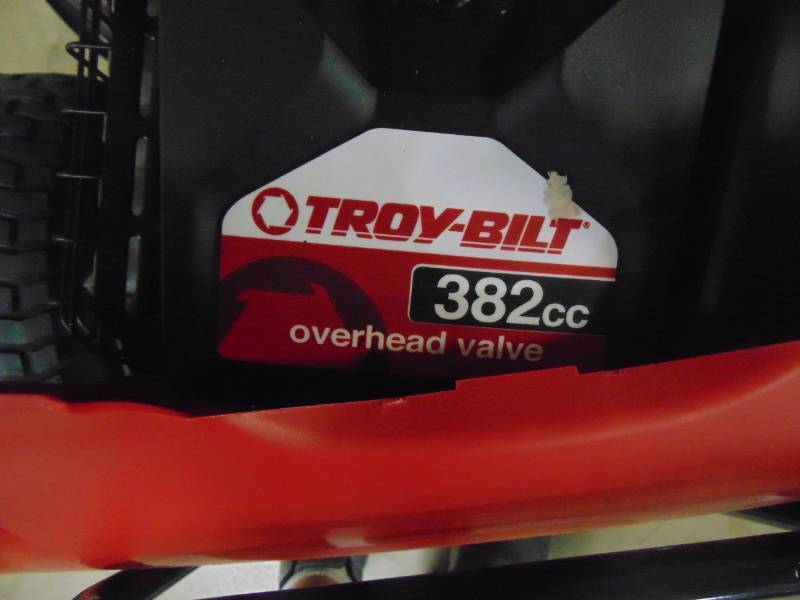 TROY-BILT®
382cc
overhead valve